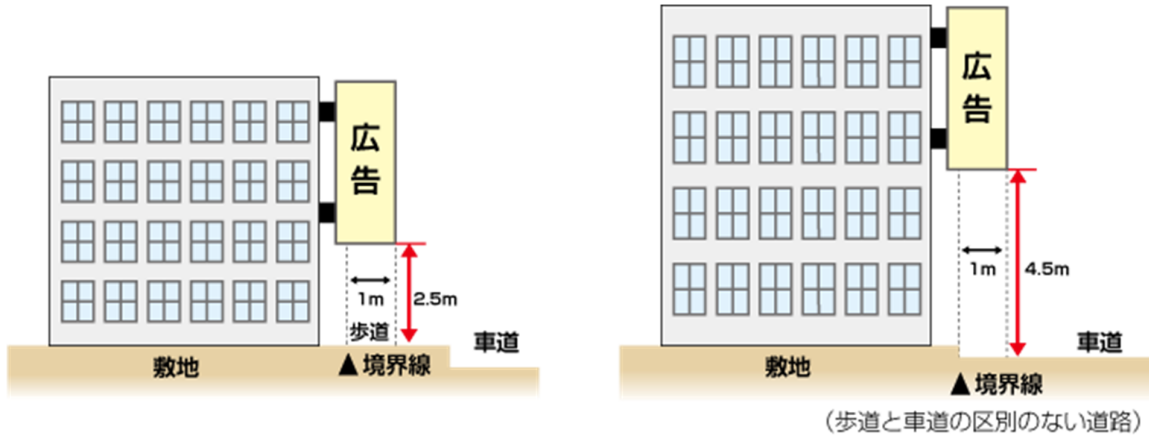 広告
1m
2.5m
歩道
車道
敷地
▲境界線
広告
1m
4.5m
車道
敷地
▲境界線
(歩道と車道の区別のない道路)